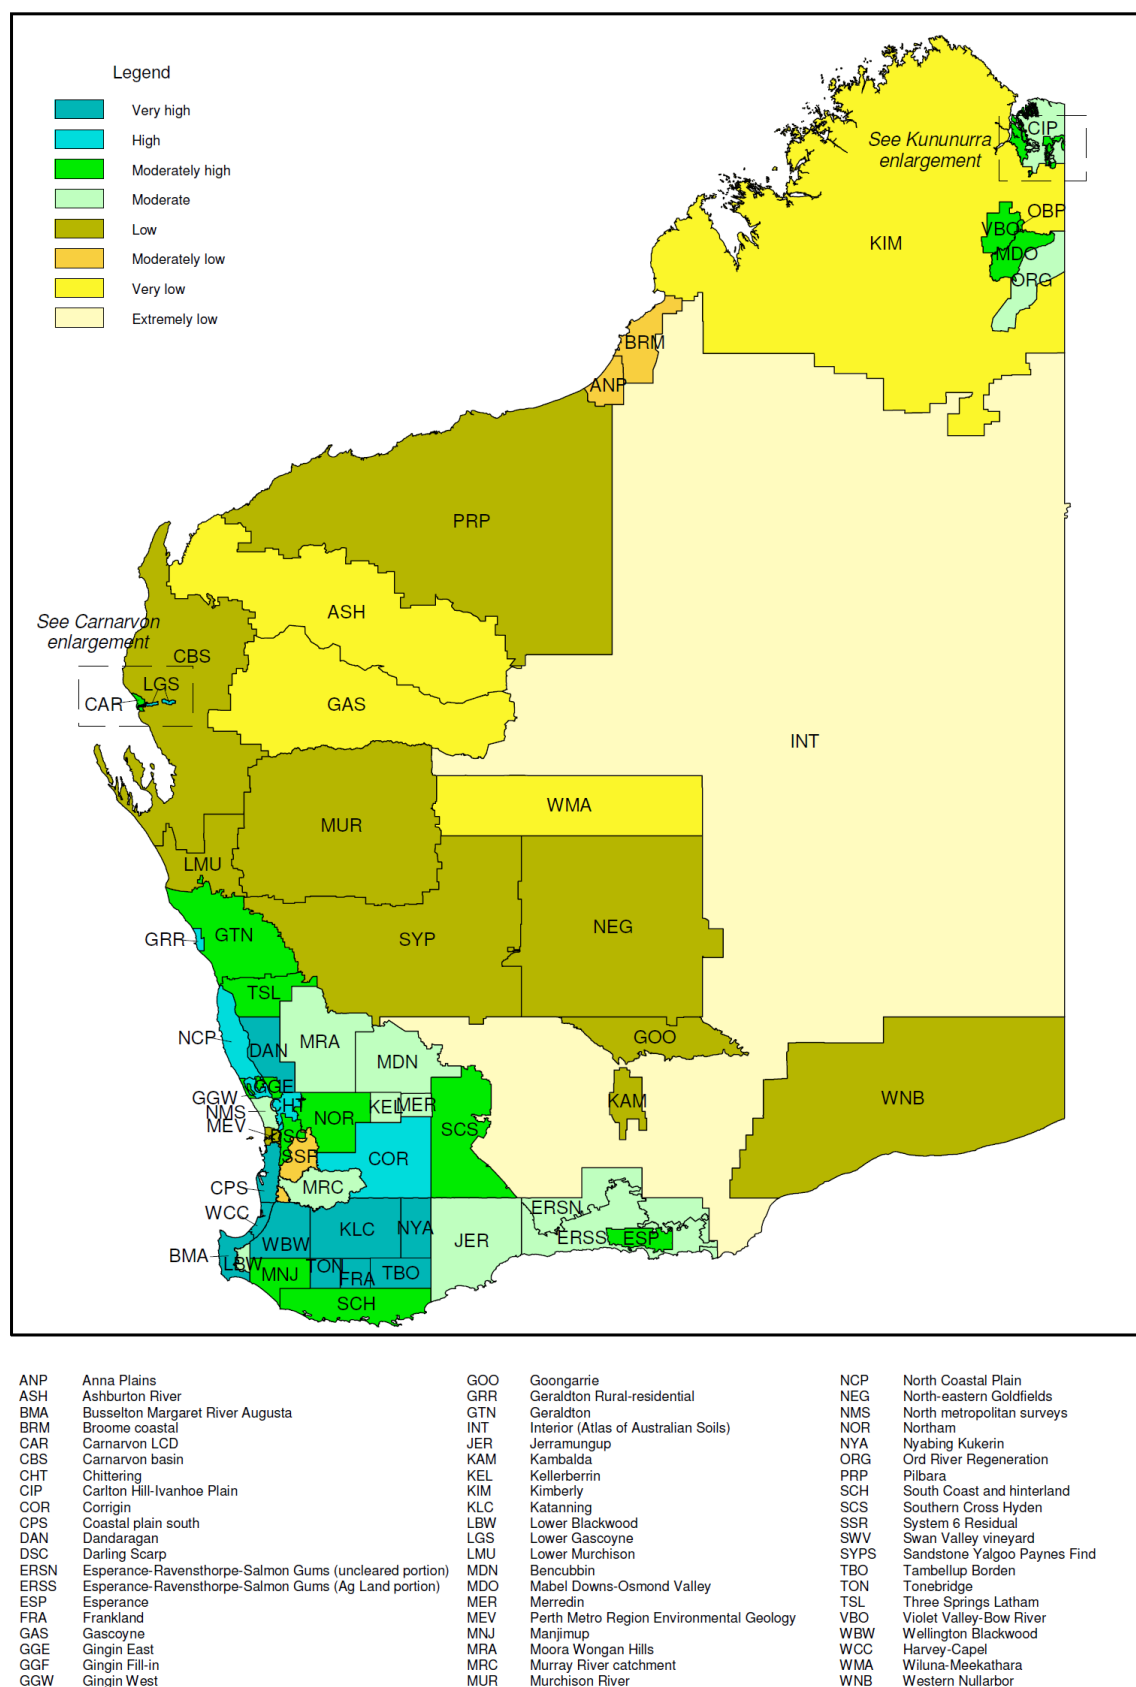 Legend
Very high
High
Moderately high
Moderate
Low
Moderately low
Very low
Extremely low
See Kununurra
enlargement
CIP
OBP
VBO
KIM
MDO
ORG
BRM
ANP
PRP
ASH
See Carnarvon
enlargement
CBS
LGS
CAR
GAS
INT
WMA
MUR
LMU
NEG
GTN
SYP
GRR
TSL
NCP
MRA
GOO
DAN
MDN
GGE
GGW
KAM
WNB
CHT
KEL
MER
NMS
NOR
MEV
SCS
DSC
SSR
COR
CPS
MRC
WCC
ERSN
KLC
NYA
ERSS
ESP
WBW
JER
BMA
LBW
MNJ
TON
FRA
TBO
SCH
ANP Anna Plains
ASH Ashburton River
BMA Busselton Margaret River Augusta
BRM Broome coastal
CAR Carnarvon LCD
CBS Carnarvon basin
CHT Chittering
CIP Carlton Hill-Ivanhoe Plain
COR Corrigin
CPS Coastal plain south
DAN Dandaragan
DSC Darling Scarp
ERSN Esperance-Ravensthorpe-Salmon Gums (uncleared portion)
ERSS Esperance-Ravensthorpe-Salmon Gums (Ag Land portion)
ESP Esperance
FRA Frankland
GAS Gascoyne
GGE Gingin East
GGF Gingin Fill-in
GGW Gingin West
GOO Goongarrie
GRR Geraldton Rural-residential
GTN Geraldton
INT Interior (Atlas of Australian Soils)
JER Jerramungup
KAM Kambalda
KEL Kellerberrin
KIM Kimberly
KLC Katanning
LBW Lower Blackwood
LGS Lower Gascoyne
LMU Lower Murchison
MDN Bencubbin
MDO Mabel Downs-Osmond Valley
MER Merredin
MEV Perth Metro Region Environmental Geology
MNJ Manjimup
MRA Moora Wongan Hills
MRC Murray River catchment
MUR Murchison River
NCP North Coastal Plain
NEG North-eastern Goldfields
NMS North metropolitan surveys
NOR Northam
NYA Nyabing Kukerin
ORG Ord River Regeneration
PRP Pilbara
SCH South Coast and hinterland
SCS Southern Cross Hyden
SSR System 6 Residual
SWV Swan Valley vineyard
SYPS Sandstone Yalgoo Paynes Find
TBO Tambellup Borden
TON Tonebridge
TSL Three Springs Latham
VBO Violet Valley-Bow River
WBW Wellington Blackwood
WCC Harvey-Capel
WMA Wiluna-Meekathara
WNB Western Nullarbor